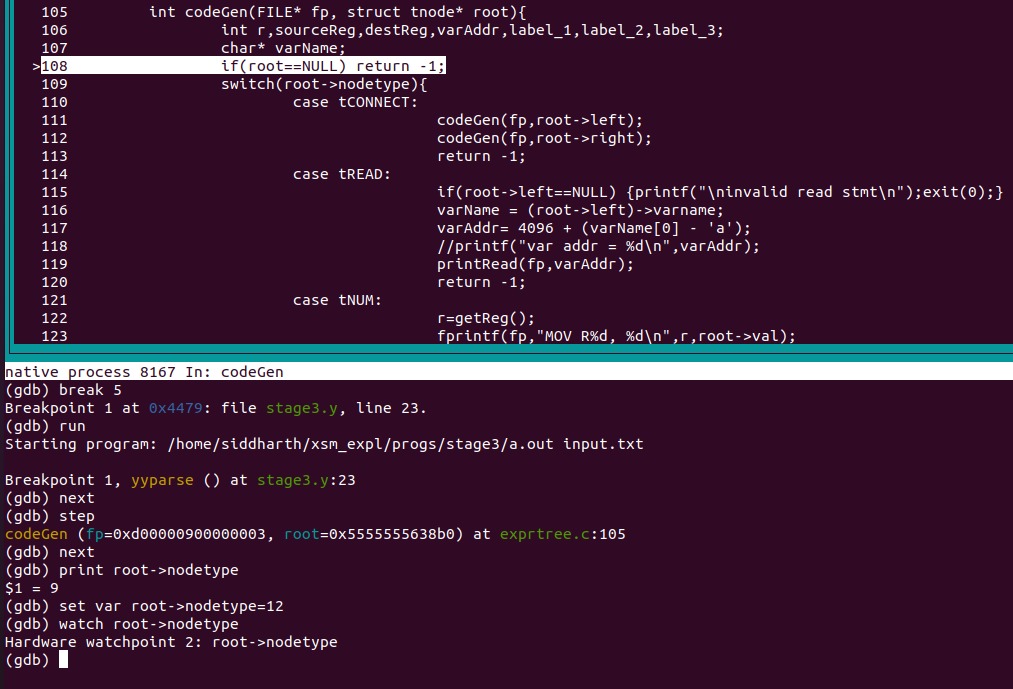 105 int codeGen(FILE* fp, struct tnode* root){
106 int r,sourceReg,destReg,varAddr,label_1,label_2,label_3;
107 char* varName;
>108 if(root==NULL) return -1;
109 switch(root->nodetype){
110 case tCONNECT:
111 codeGen(fp,root->left);
112 codeGen(fp,root->right);
113 return -1;
114 case tREAD:
115 if(root->left==NULL) {printf("\ninvalid read stmt\n");exit(0);}
116 varName = (root->left)->varname;
117 varAddr= 4096 + (varName[0] - 'a');
118 //printf("var addr = %d\n",varAddr);
119 printRead(fp,varAddr);
120 return -1;
121 case tNUM:
122 r=getReg();
123 fprintf(fp,"MOV R%d, %d\n",r,root->val);
native process 8167 In: codeGen
(gdb) break 5
Breakpoint 1 at 0x4479: file stage3.y, line 23.
(gdb) run
Starting program: /home/siddharth/xsm_expl/progs/stage3/a.out input.txt
Breakpoint 1, yyparse () at stage3.y:23
(gdb) next
(gdb) step
codeGen (fp=0xd00000900000003, root=0x5555555638b0) at exprtree.c:105
(gdb) next
(gdb) print root->nodetype
$1 = 9
(gdb) set var root->nodetype=12
(gdb) watch root->nodetype
Hardware watchpoint 2: root->nodetype
(gdb)